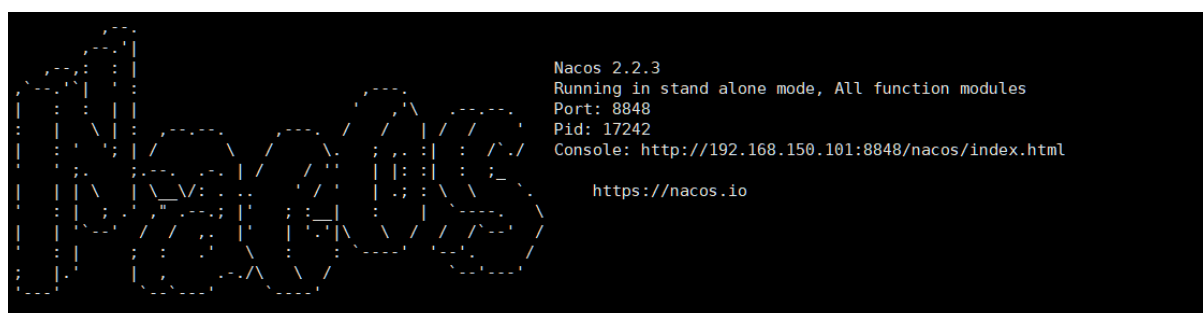 Nacos 2.2.3
Running in stand alone mode, All function modules
Port: 8848
Pid: 17242
Console: http://192.168.150.101:8848/nacos/index.html
https://nacos.io
Nacos